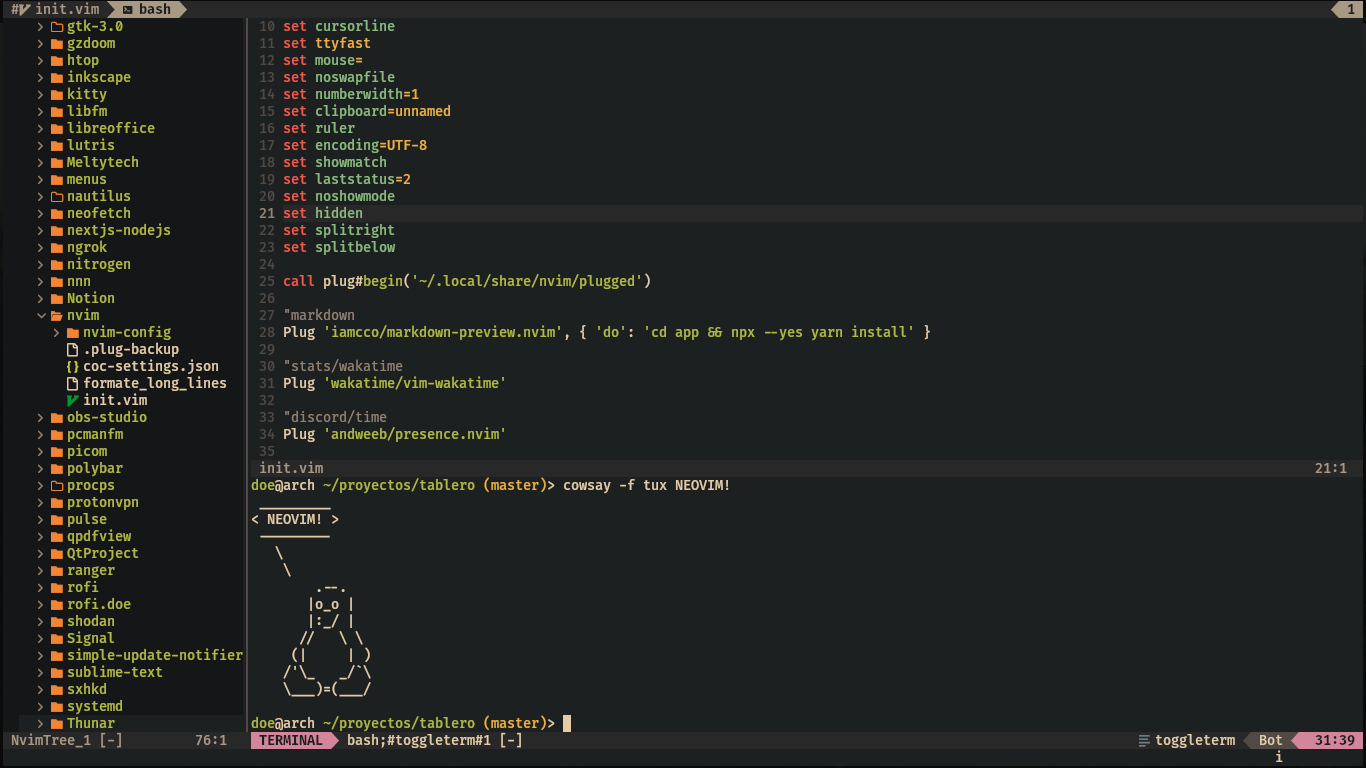 #init.vim bash 1
gtk-3.0
gzdoom
htop
inkscape
kitty
libfm
libreoffice
lutris
Meltytech
menus
nautilus
neofetch
nextjs-nodejs
ngrok
nitrogen
nnn
Notion
nvim
nvim-config
.plug-backup
{} coc-settings.json
formate_long_lines
init.vim
obs-studio
pcmanfm
picom
polybar
procps
protonvpn
pulse
qpdfview
QtProject
ranger
rofi
rofi.doe
shodan
Signal
simple-update-notifier
sublime-text
sxhkd
systemd
Thunar
NvimTree_1 [-] 76:1
10 set cursorline
11 set ttyfast
12 set mouse=
13 set noswapfile
14 set numberwidth=1
15 set clipboard=unnamed
16 set ruler
17 set encoding=UTF-8
18 set showmatch
19 set laststatus=2
20 set noshowmode
21 set hidden
22 set splitright
23 set splitbelow
24
25 call plug#begin('~/.local/share/nvim/plugged')
26
27 "markdown
28 Plug 'iamcco/markdown-preview.nvim', { 'do': 'cd app && npx --yes yarn install' }
29
30 "stats/wakatime
31 Plug 'wakatime/vim-wakatime'
32
33 "discord/time
34 Plug 'andweeb/presence.nvim'
35
init.vim 21:1
doe@arch ~/proyectos/tablero (master)> cowsay -f tux NEOVIM!
 _________
< NEOVIM! >
 ---------
   \
    \
        .--.
       |o_o |
       |:_/ |
      //   \ \
     (|     | )
    /'\_   _/`\
    \___)=(___/
doe@arch ~/proyectos/tablero (master)>
TERMINAL bash;#toggleterm#1 [-] toggleterm Bot 31:39
i